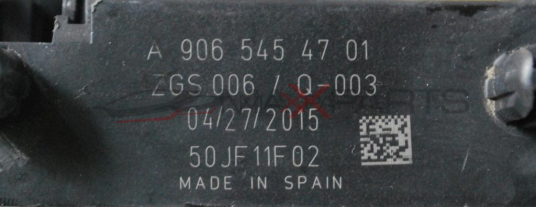 A 906 545 47 01
ZGS 006 / Q-003
04/27/2015
50JF11F02
MADE IN SPAIN